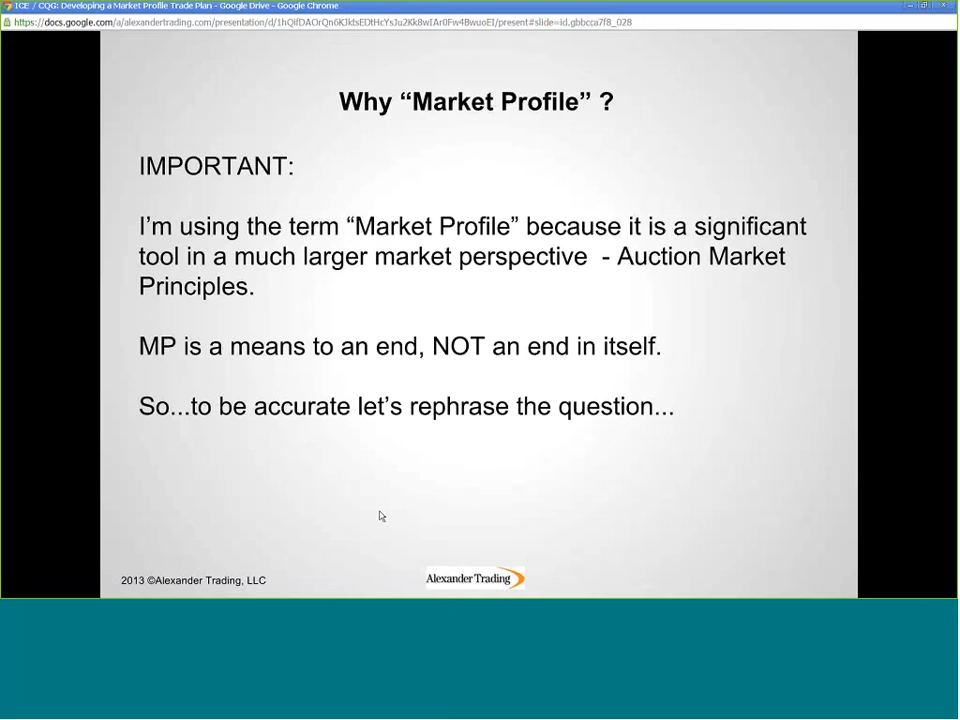 ICE / CQG: Developing a Market Profile Trade Plan - Google Drive - Google Chrome
Why “Market Profile” ?
IMPORTANT:
I’m using the term “Market Profile” because it is a significant
tool in a much larger market perspective - Auction Market
Principles.
MP is a means to an end, NOT an end in itself.
So...to be accurate let’s rephrase the question...
2013 ©Alexander Trading, LLC
Alexander Trading